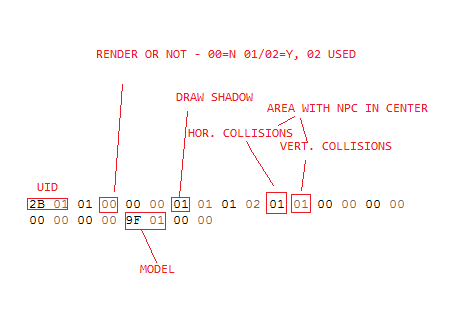 RENDER OR NOT - 00=N 01/02=Y, 02 USED
DRAW SHADOW
AREA WITH NPC IN CENTER
HOR. COLLISIONS
VERT. COLLISIONS
UID
2B 01 01 00 00 00 01 01 01 02 01 01 00 00 00 00
00 00 00 00 9F 01 00 00
MODEL